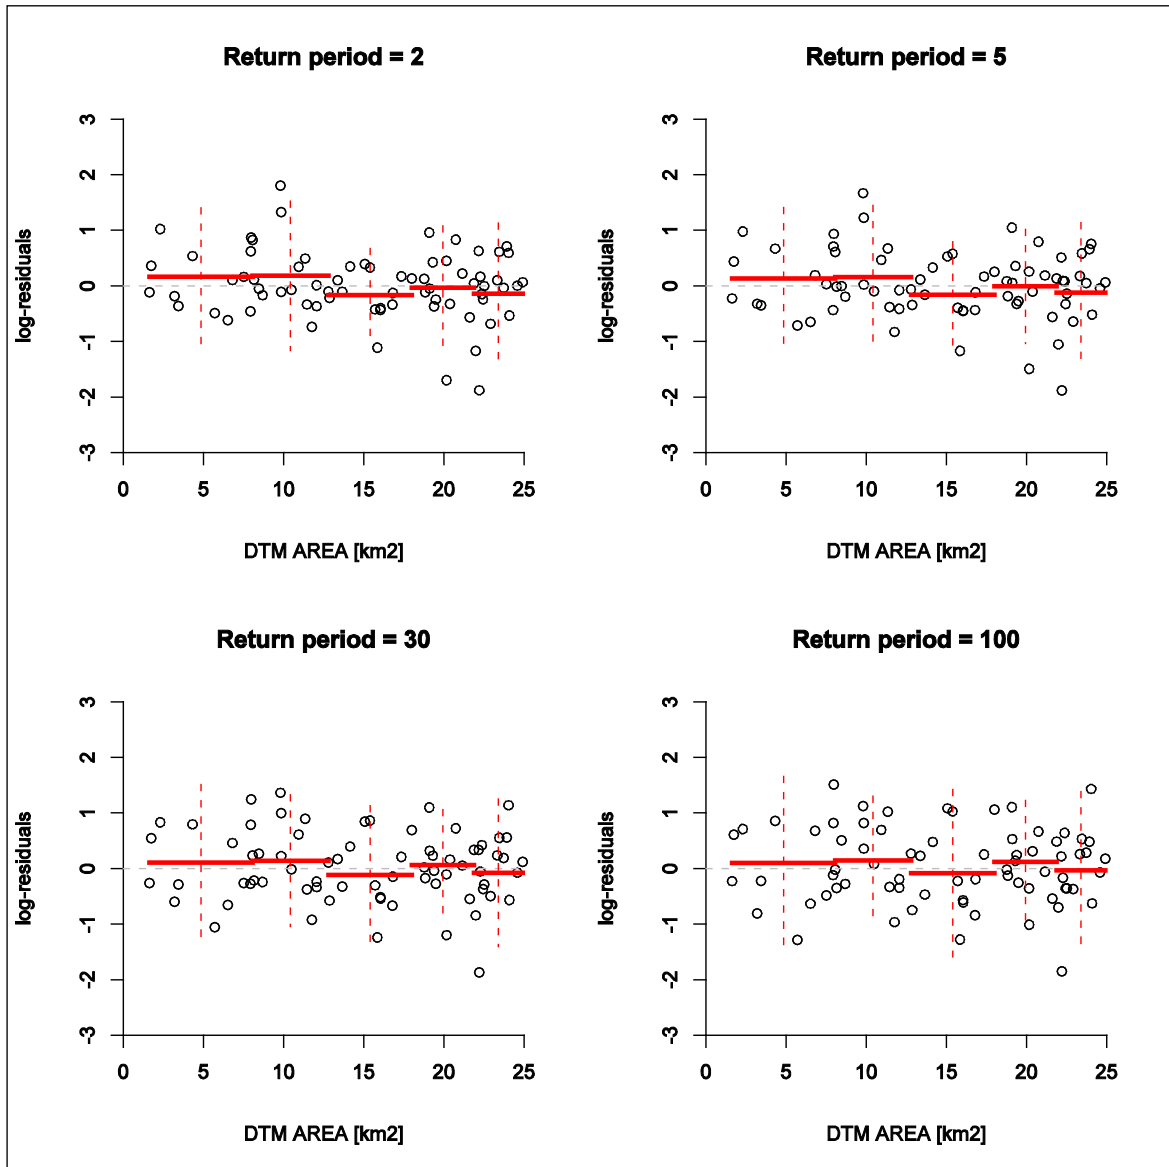 Return period = 2
log-residuals
3
2
1
0
-1
-2
-3
0 5 10 15 20 25
DTM AREA [km2]
Return period = 5
log-residuals
3
2
1
0
-1
-2
-3
0 5 10 15 20 25
DTM AREA [km2]
Return period = 30
log-residuals
3
2
1
0
-1
-2
-3
0 5 10 15 20 25
DTM AREA [km2]
Return period = 100
log-residuals
3
2
1
0
-1
-2
-3
0 5 10 15 20 25
DTM AREA [km2]